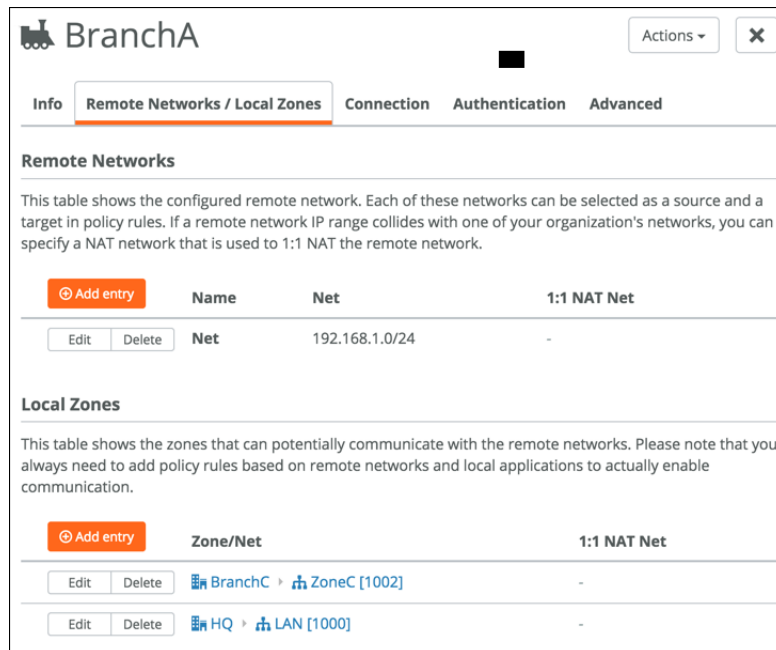 BranchA
Actions
Info Remote Networks / Local Zones Connection Authentication Advanced
Remote Networks
This table shows the configured remote network. Each of these networks can be selected as a source and a
target in policy rules. If a remote network IP range collides with one of your organization's networks, you can
specify a NAT network that is used to 1:1 NAT the remote network.
Add entry Name Net 1:1 NAT Net
Edit Delete Net 192.168.1.0/24 -
Local Zones
This table shows the zones that can potentially communicate with the remote networks. Please note that you
always need to add policy rules based on remote networks and local applications to actually enable
communication.
Add entry Zone/Net 1:1 NAT Net
Edit Delete BranchC ZoneC [1002] -
Edit Delete HQ LAN [1000] -